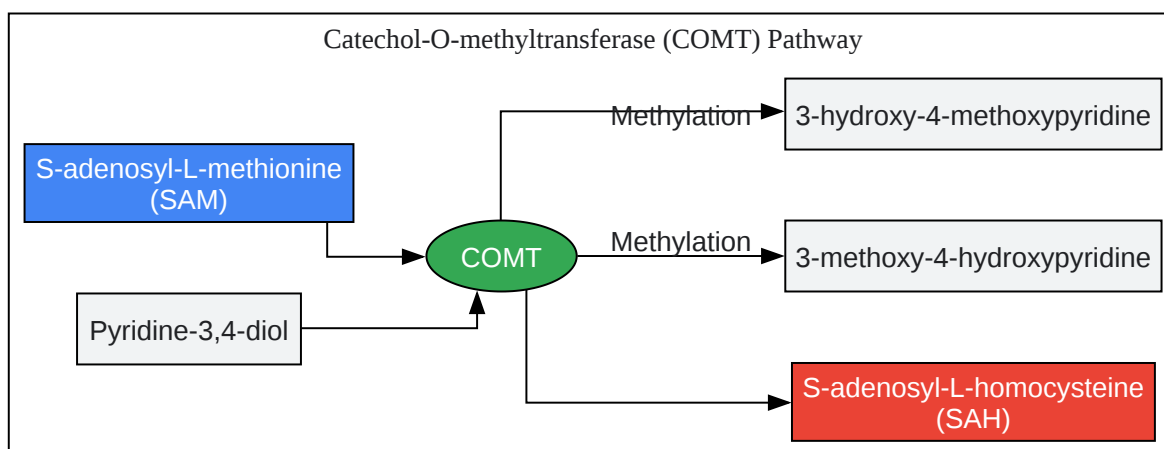 Catechol-O-methyltransferase (COMT) Pathway
Methylation
3-hydroxy-4-methoxypyridine
S-adenosyl-L-methionine
(SAM)
COMT
Methylation
3-methoxy-4-hydroxypyridine
Pyridine-3,4-diol
S-adenosyl-L-homocysteine
(SAH)